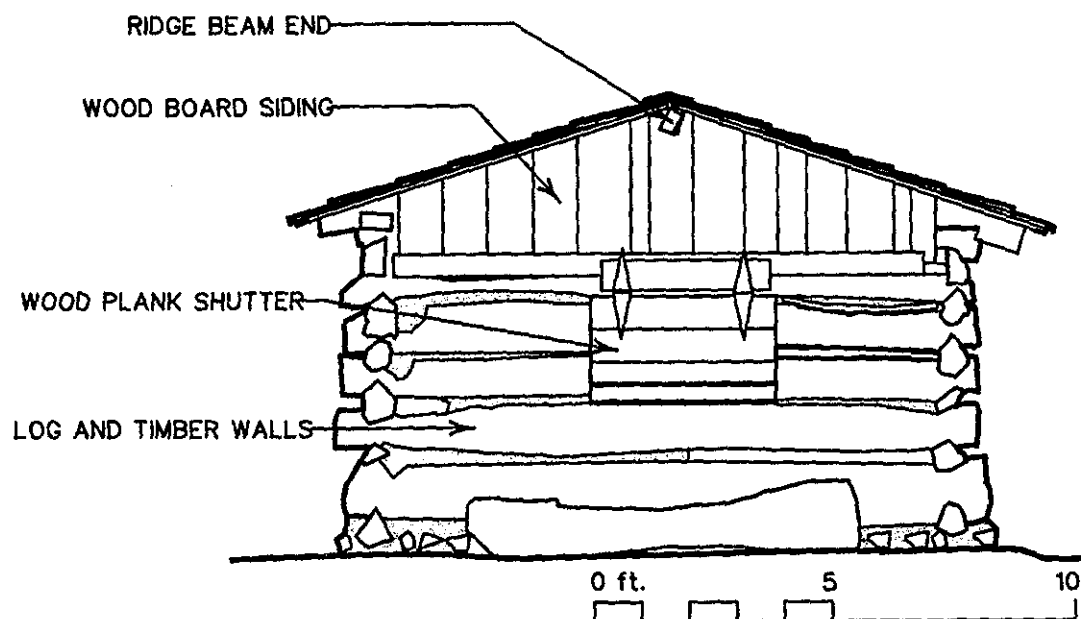 RIDGE BEAM END
WOOD BOARD SIDING
WOOD PLANK SHUTTER
LOG AND TIMBER WALLS
0 ft. 5 10